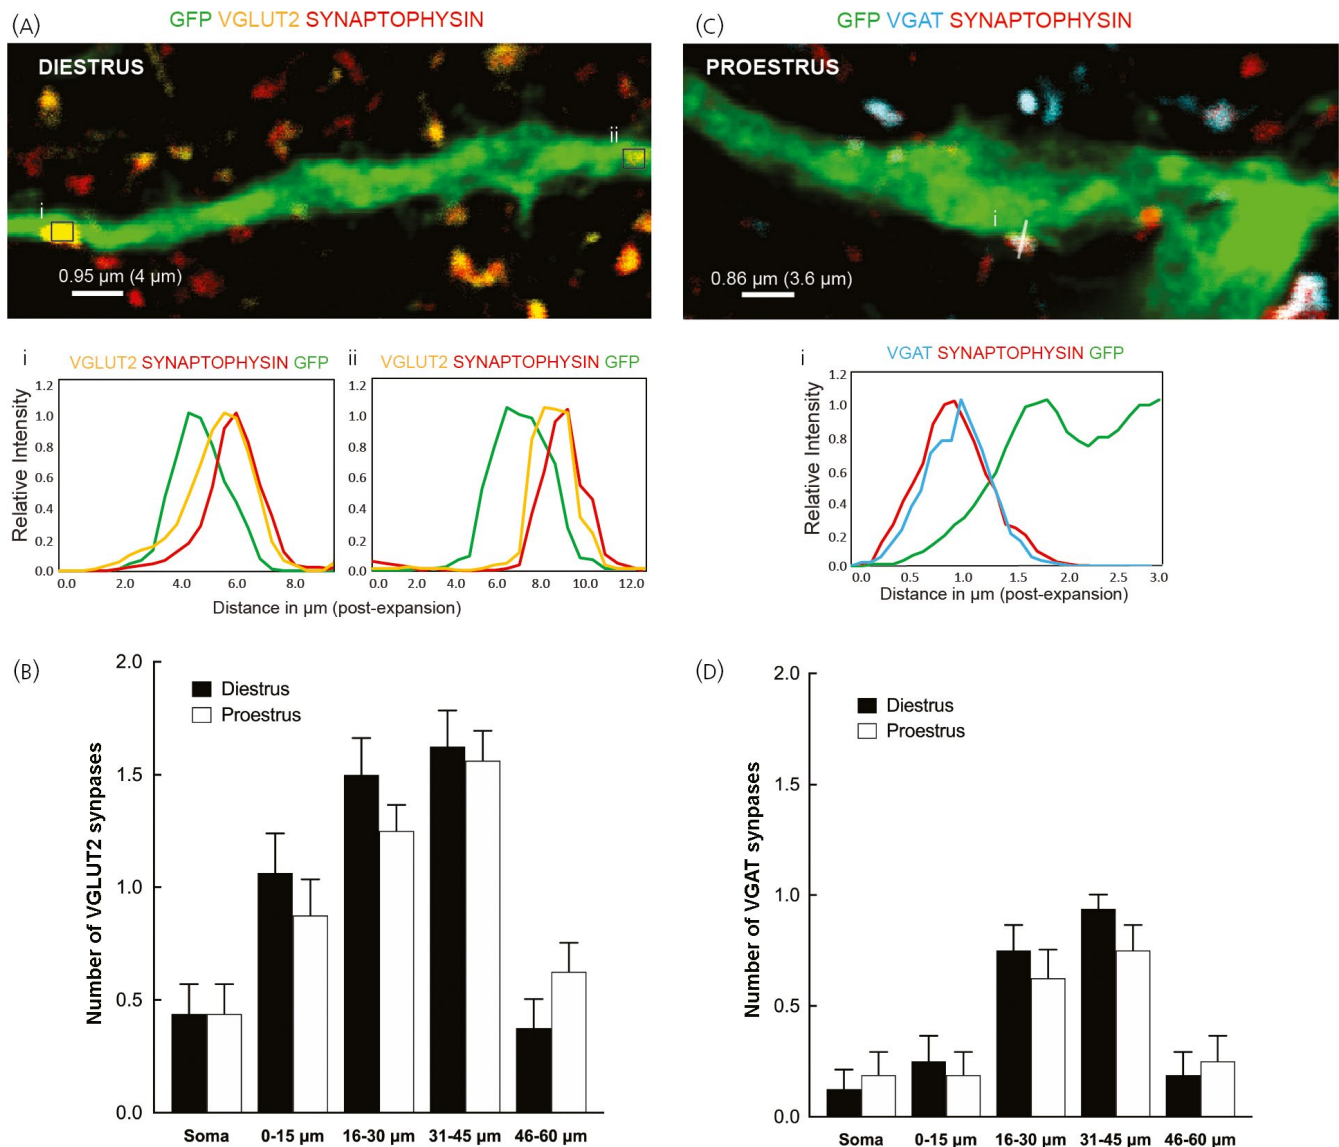 (A) GFP VGLUT2 SYNAPTOPHYSIN
DIESTRUS
i
ii
0.95 µm (4 µm)
i VGLUT2 SYNAPTOPHYSIN GFP
Relative Intensity
1.2
1.0
0.8
0.6
0.4
0.2
0.0
0.0 2.0 4.0 6.0 8.0
ii VGLUT2 SYNAPTOPHYSIN GFP
1.2
1.0
0.8
0.6
0.4
0.2
0.0
0.0 2.0 4.0 6.0 8.0 10.0 12.0
Distance in µm (post-expansion)
(C) GFP VGAT SYNAPTOPHYSIN
PROESTRUS
i
0.86 µm (3.6 µm)
i VGAT SYNAPTOPHYSIN GFP
Relative Intensity
1.2
1.0
0.8
0.6
0.4
0.2
0.0
0.0 0.5 1.0 1.5 2.0 2.5 3.0
Distance in µm (post-expansion)
(B)
Number of VGLUT2 synpases
2.0
1.5
1.0
0.5
0.0
Diestrus
Proestrus
Soma 0-15 µm 16-30 µm 31-45 µm 46-60 µm
(D)
Number of VGAT synpases
2.0
1.5
1.0
0.5
0.0
Diestrus
Proestrus
Soma 0-15 µm 16-30 µm 31-45 µm 46-60 µm